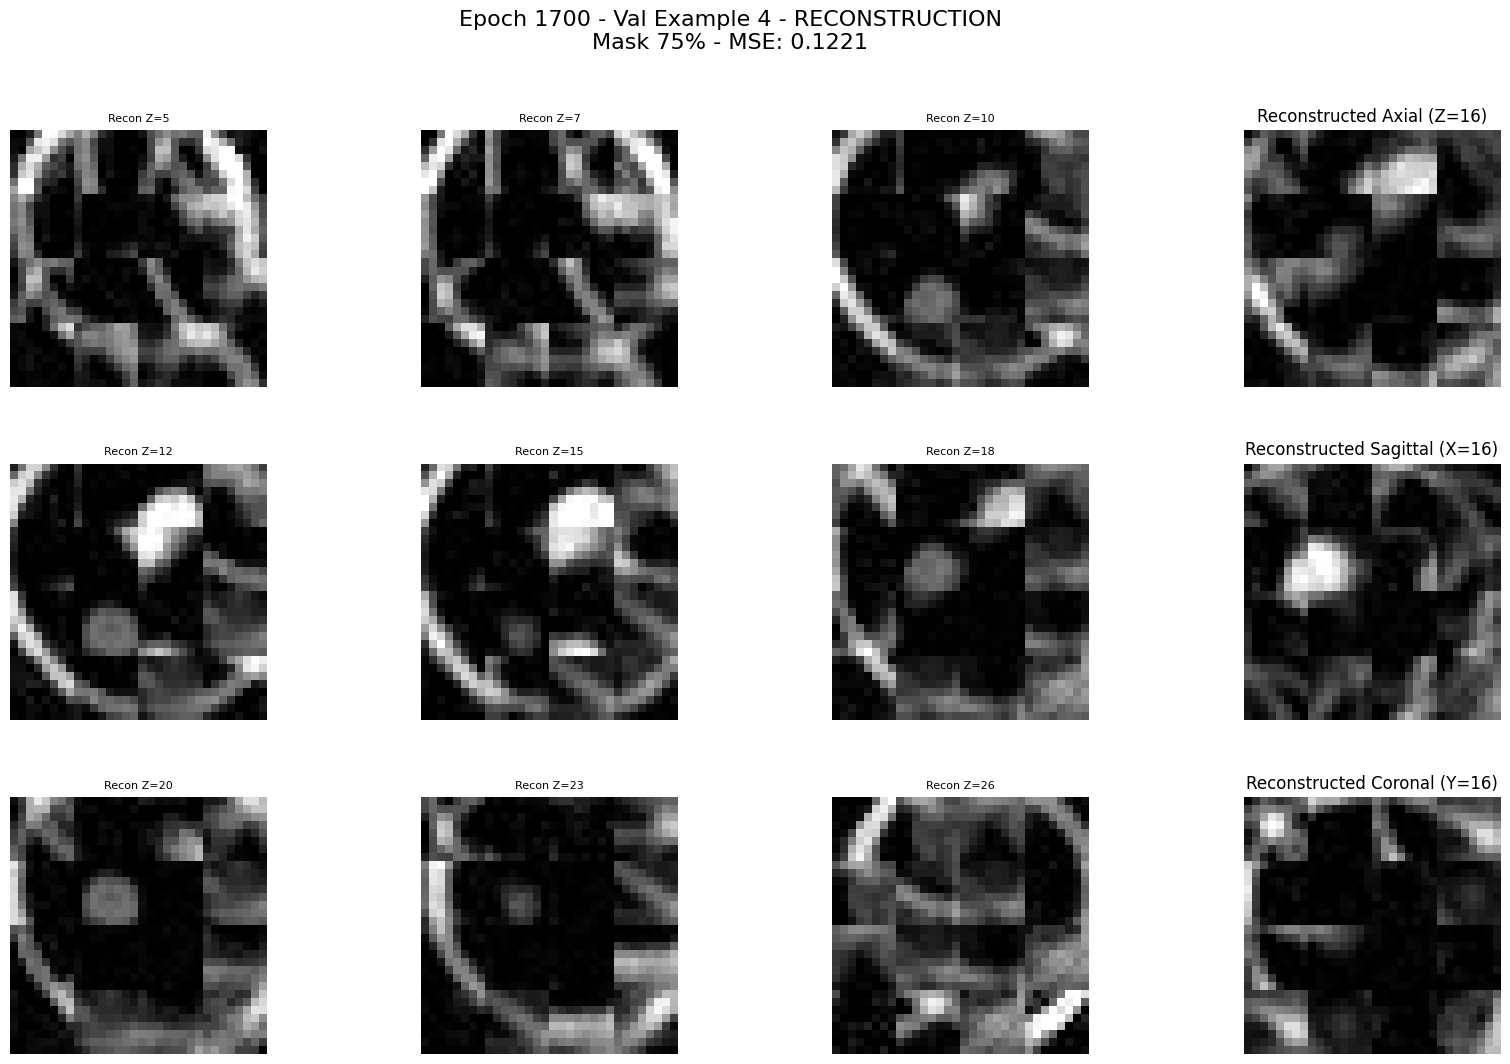 Epoch 1700 - Val Example 4 - RECONSTRUCTION
Mask 75% - MSE: 0.1221
Recon Z=5
Recon Z=7
Recon Z=10
Reconstructed Axial (Z=16)
Recon Z=12
Recon Z=15
Recon Z=18
Reconstructed Sagittal (X=16)
Recon Z=20
Recon Z=23
Recon Z=26
Reconstructed Coronal (Y=16)